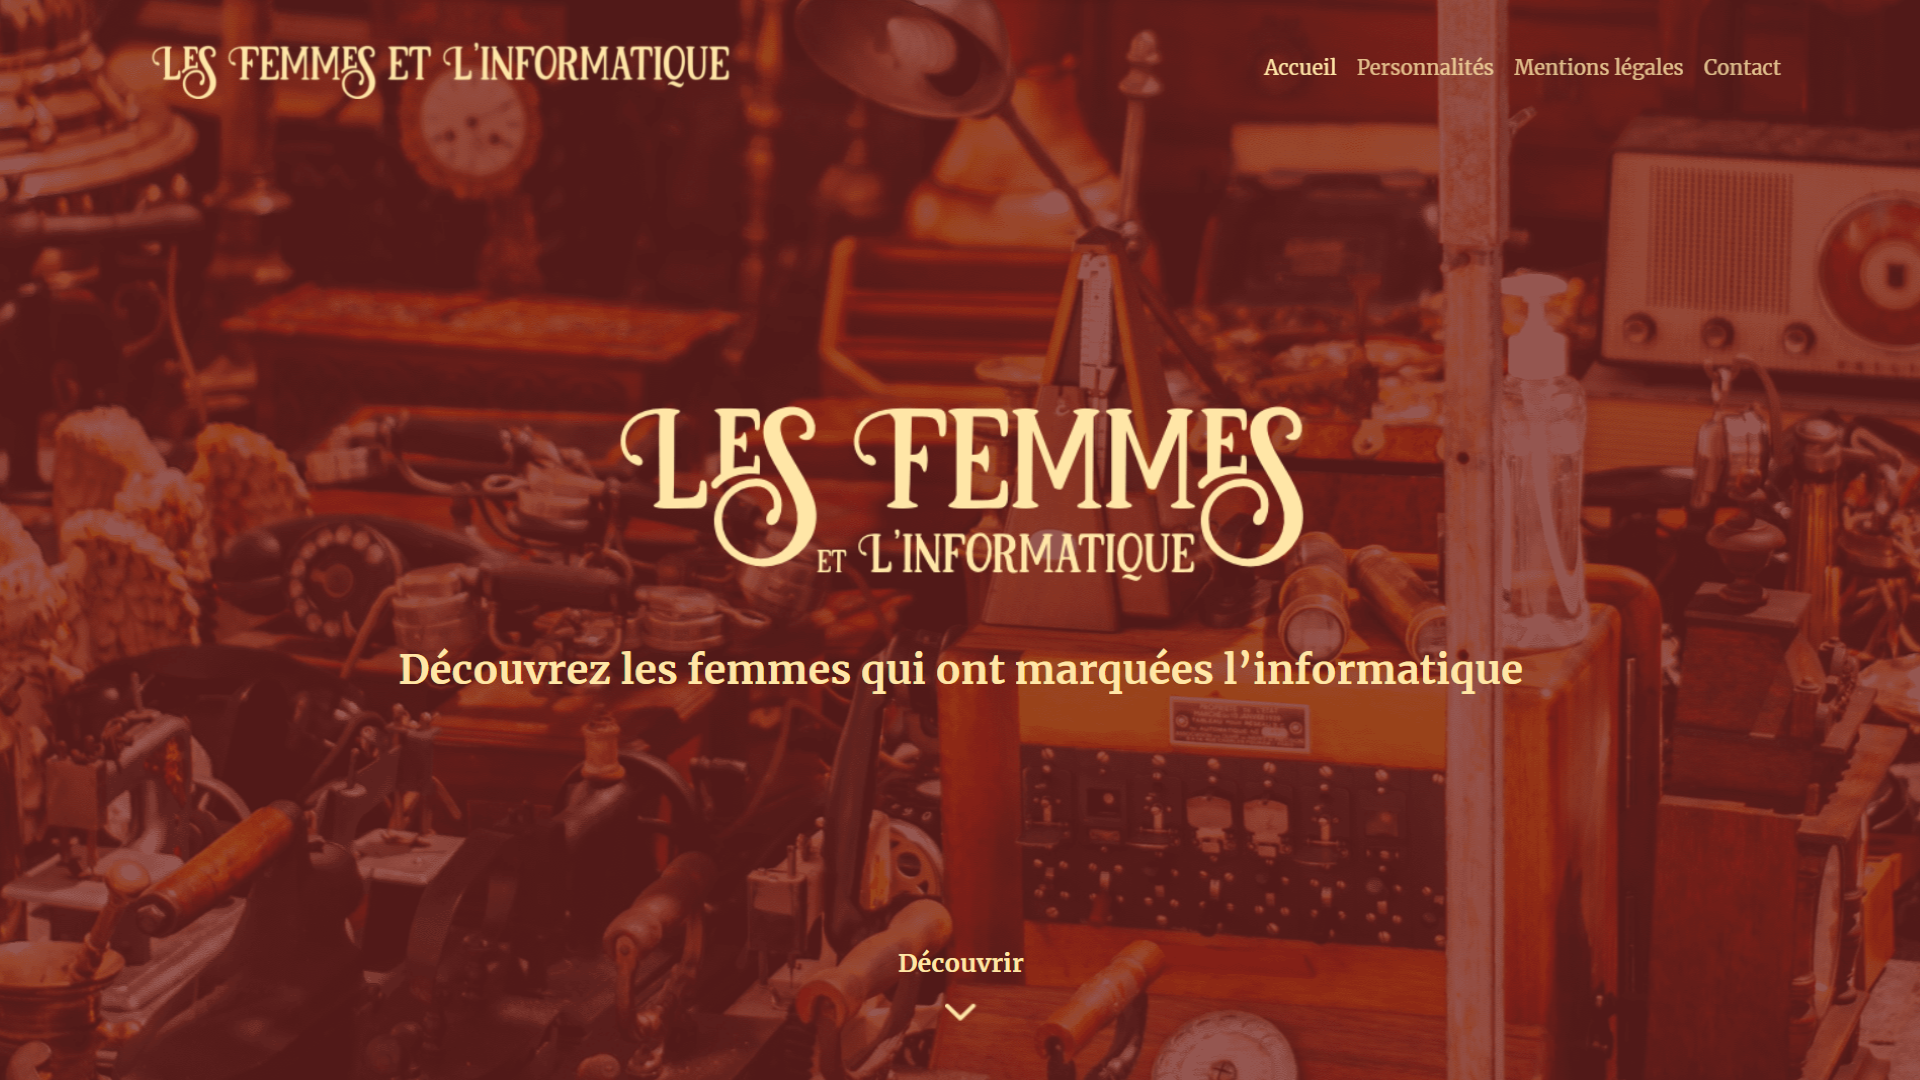 Les Femmes et L'informatique
Accueil Personnalités Mentions légales Contact
Les Femmes
et L'informatique
Découvrez les femmes qui ont marquées l’informatique
Découvrir